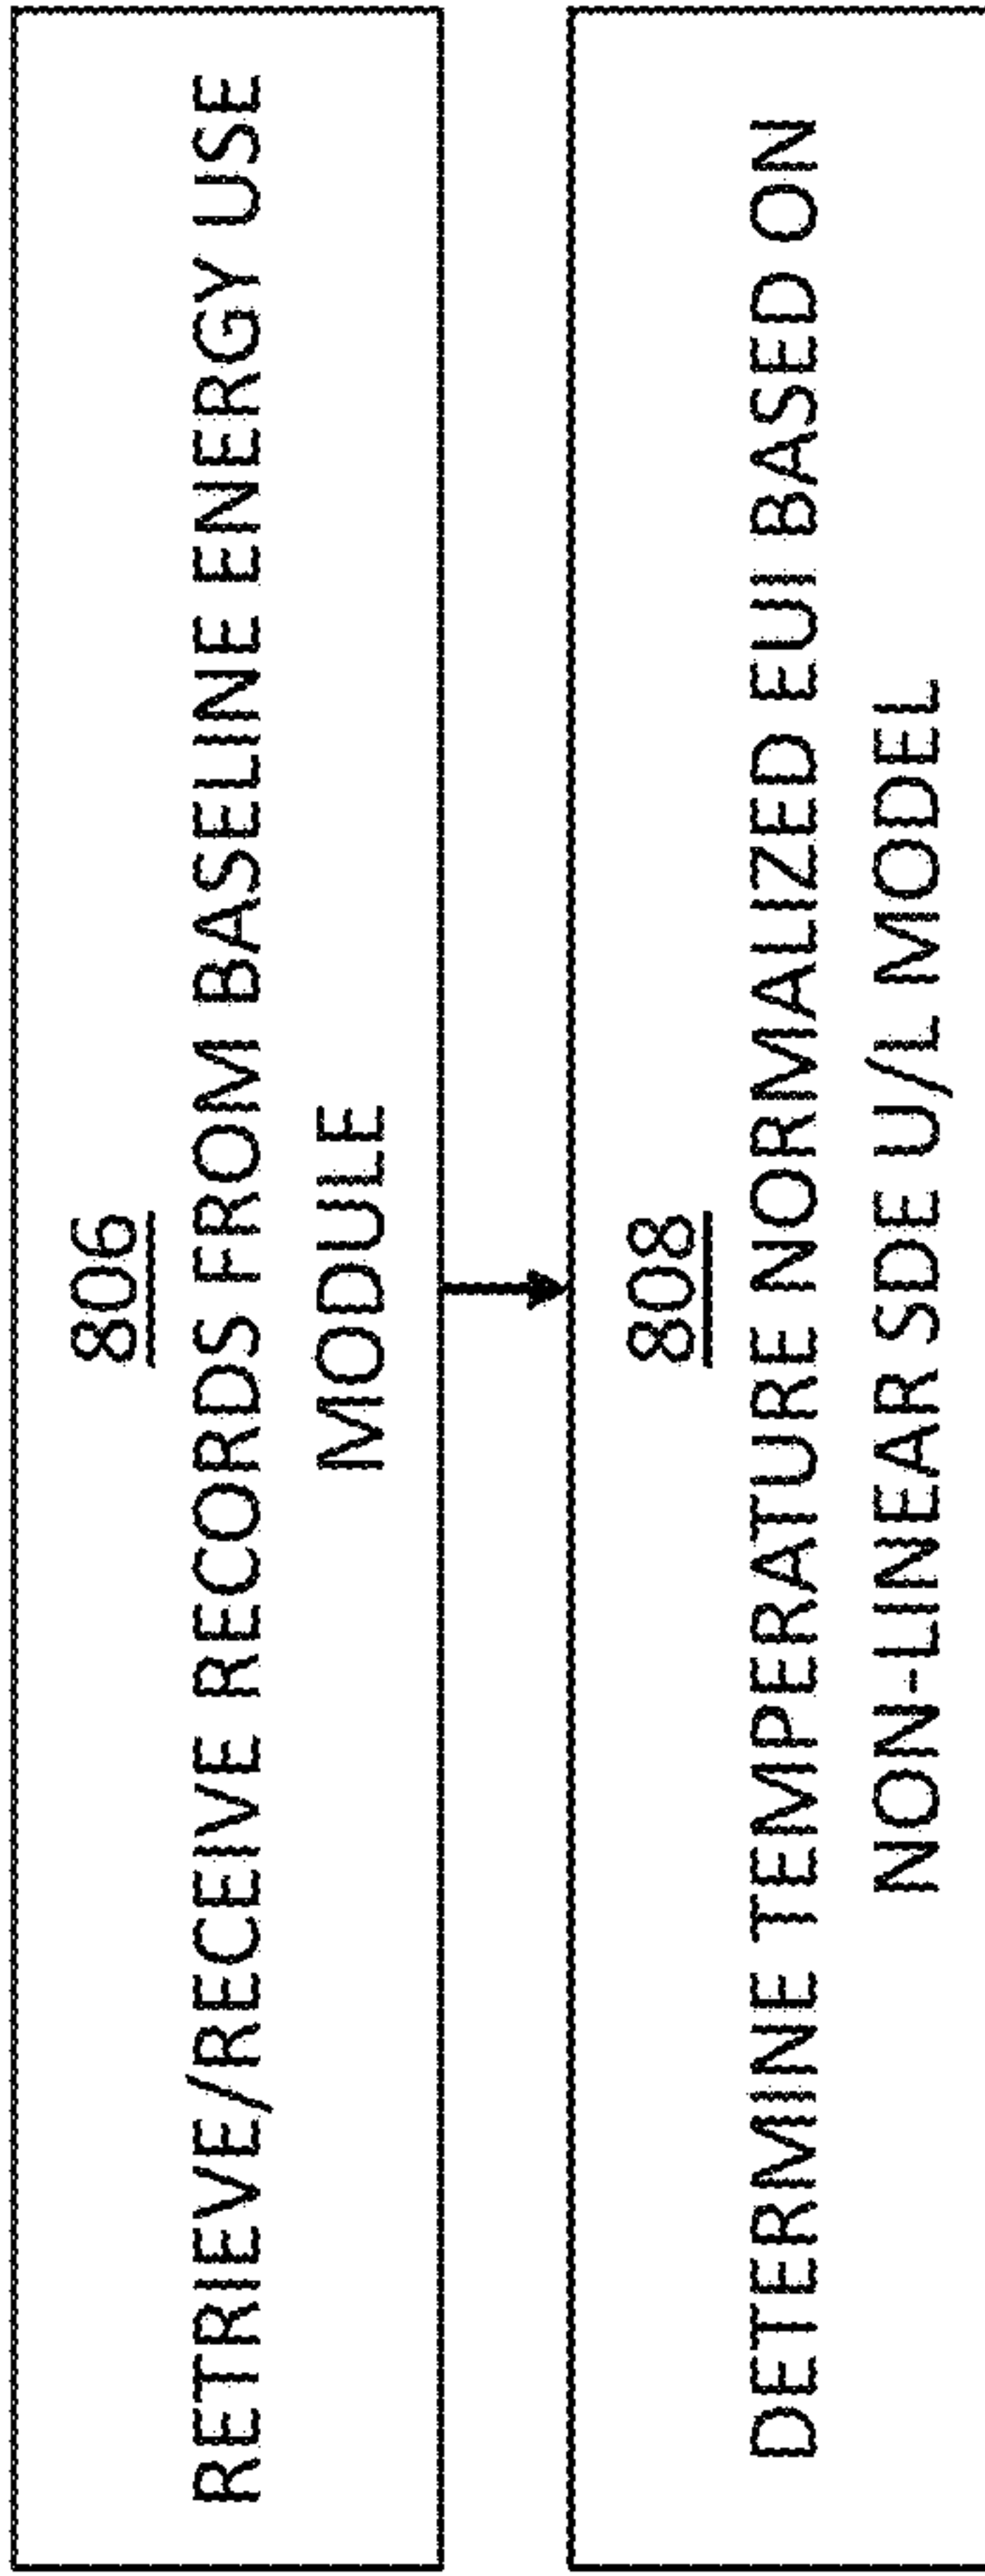 806
RETRIEVE/RECEIVE RECORDS FROM BASELINE ENERGY USE
MODULE
808
DETERMINE TEMPERATURE NORMALIZED EUI BASED ON
NON-LINEAR SDE U/L MODEL